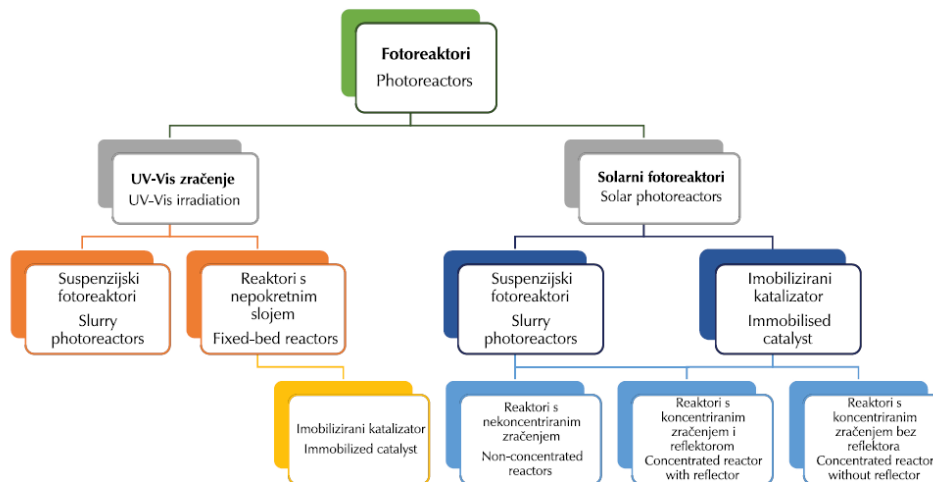 Fotoreaktori
Photoreactors
UV-Vis zračenje
UV-Vis irradiation
Solarni fotoreaktori
Solar photoreactors
Suspenzijski
fotoreaktori
Slurry
photoreactors
Reaktori s
nepokretnim
slojem
Fixed-bed reactors
Suspenzijski
fotoreaktori
Slurry
photoreactors
Imobilizirani
katalizator
Immobilised
catalyst
Imobilizirani katalizator
Immobilized catalyst
Reaktori s
nekoncentriranim
zračenjem
Non-concentrated
reactors
Reaktori s
koncentriranim
zračenjem i
reflektorom
Concentrated reactor
with reflector
Reaktori s
koncentriranim
zračenjem bez
reflektora
Concentrated reactor
without reflector